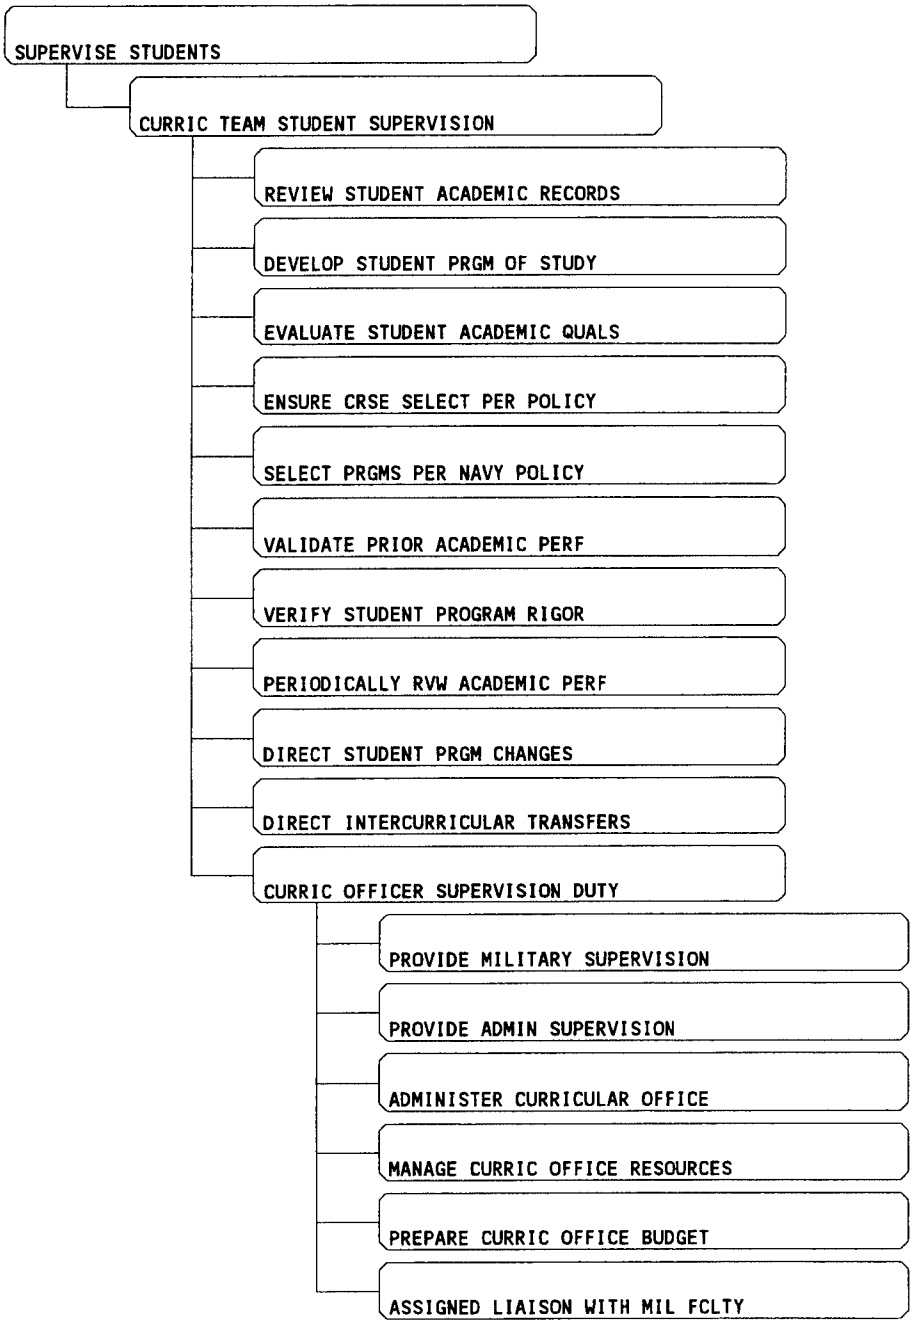 SUPERVISE STUDENTS
CURRIC TEAM STUDENT SUPERVISION
REVIEW STUDENT ACADEMIC RECORDS
DEVELOP STUDENT PRGM OF STUDY
EVALUATE STUDENT ACADEMIC QUALS
ENSURE CRSE SELECT PER POLICY
SELECT PRGMS PER NAVY POLICY
VALIDATE PRIOR ACADEMIC PERF
VERIFY STUDENT PROGRAM RIGOR
PERIODICALLY RVW ACADEMIC PERF
DIRECT STUDENT PRGM CHANGES
DIRECT INTERCURRICULAR TRANSFERS
CURRIC OFFICER SUPERVISION DUTY
PROVIDE MILITARY SUPERVISION
PROVIDE ADMIN SUPERVISION
ADMINISTER CURRICULAR OFFICE
MANAGE CURRIC OFFICE RESOURCES
PREPARE CURRIC OFFICE BUDGET
ASSIGNED LIAISON WITH MIL FCLTY